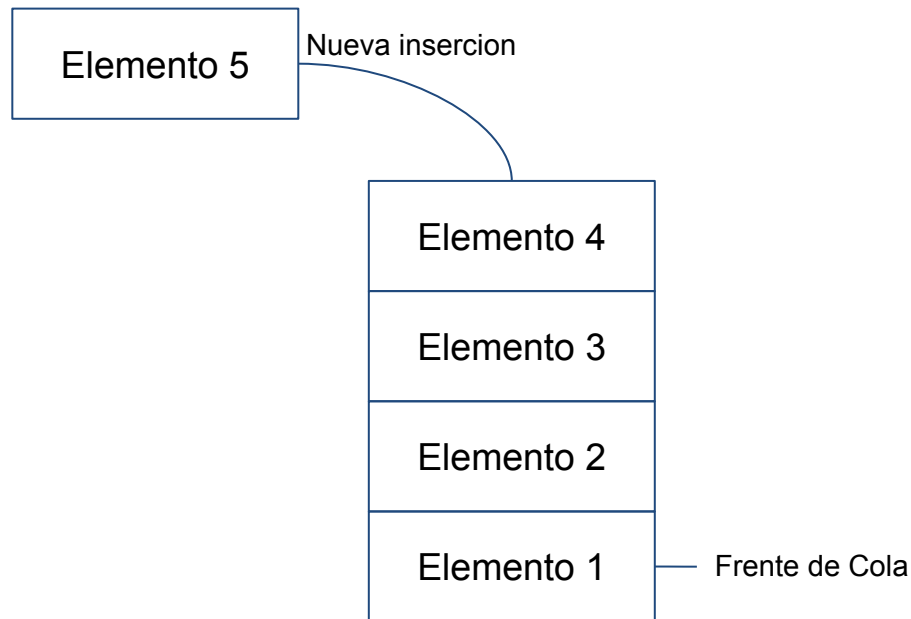 Elemento 5
Nueva insercion
Elemento 4
Elemento 3
Elemento 2
Elemento 1
Frente de Cola